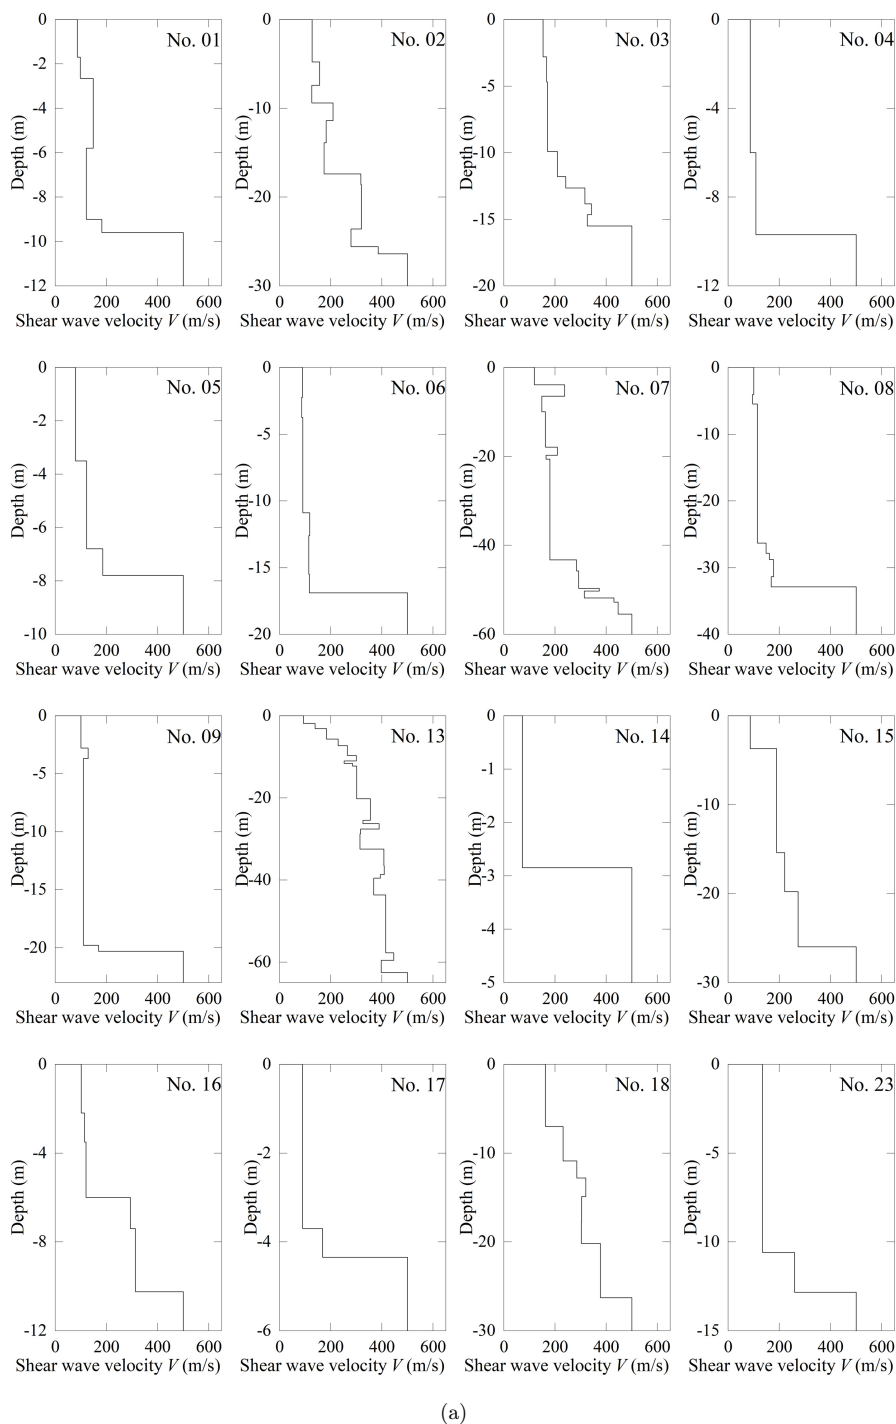 0
No. 01
-2
-4
-6
-8
-10
-12
Depth (m)
0 200 400 600
Shear wave velocity V (m/s)
0
No. 02
-10
-20
-30
Depth (m)
0 200 400 600
Shear wave velocity V (m/s)
0
No. 03
-5
-10
-15
-20
Depth (m)
0 200 400 600
Shear wave velocity V (m/s)
0
No. 04
-4
-8
-12
Depth (m)
0 200 400 600
Shear wave velocity V (m/s)
0
No. 05
-2
-4
-6
-8
-10
Depth (m)
0 200 400 600
Shear wave velocity V (m/s)
0
No. 06
-5
-10
-15
-20
Depth (m)
0 200 400 600
Shear wave velocity V (m/s)
0
No. 07
-20
-40
-60
Depth (m)
0 200 400 600
Shear wave velocity V (m/s)
0
No. 08
-10
-20
-30
-40
Depth (m)
0 200 400 600
Shear wave velocity V (m/s)
0
No. 09
-5
-10
-15
-20
Depth (m)
0 200 400 600
Shear wave velocity V (m/s)
0
No. 13
-20
-40
-60
Depth (m)
0 200 400 600
Shear wave velocity V (m/s)
0
No. 14
-1
-2
-3
-4
-5
Depth (m)
0 200 400 600
Shear wave velocity V (m/s)
0
No. 15
-10
-20
-30
Depth (m)
0 200 400 600
Shear wave velocity V (m/s)
0
No. 16
-4
-8
-12
Depth (m)
0 200 400 600
Shear wave velocity V (m/s)
0
No. 17
-2
-4
-6
Depth (m)
0 200 400 600
Shear wave velocity V (m/s)
0
No. 18
-10
-20
-30
Depth (m)
0 200 400 600
Shear wave velocity V (m/s)
0
No. 23
-5
-10
-15
Depth (m)
0 200 400 600
Shear wave velocity V (m/s)
(a)